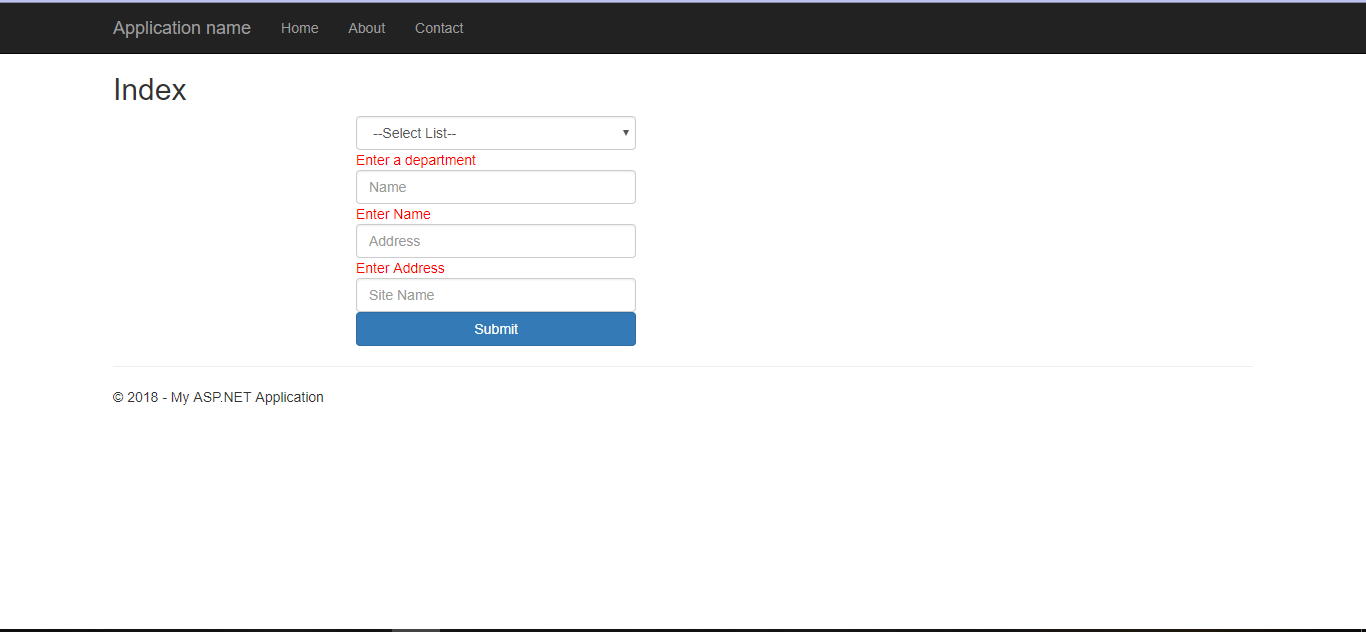 Application name Home About Contact
Index
--Select List--
Enter a department
Name
Enter Name
Address
Enter Address
Site Name
Submit
© 2018 - My ASP.NET Application